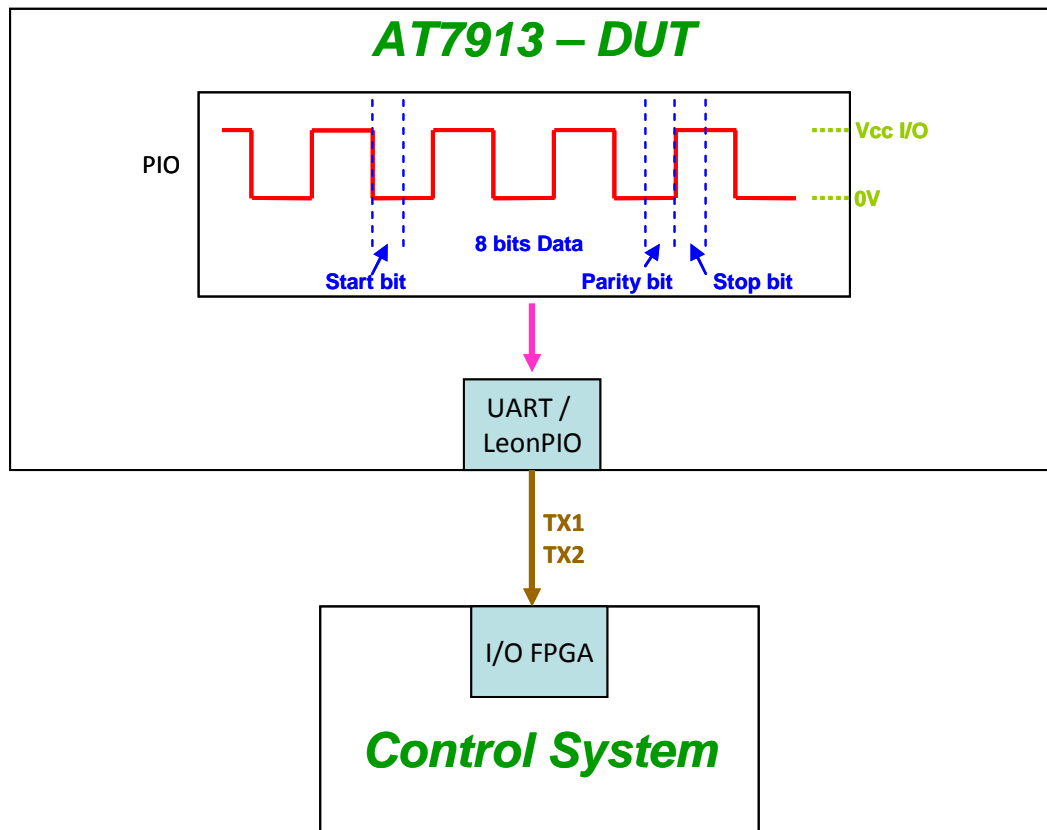 AT7913 – DUT
PIO
Vcc I/O
0V
8 bits Data
Start bit
Parity bit
Stop bit
UART /
LeonPIO
TX1
TX2
I/O FPGA
Control System